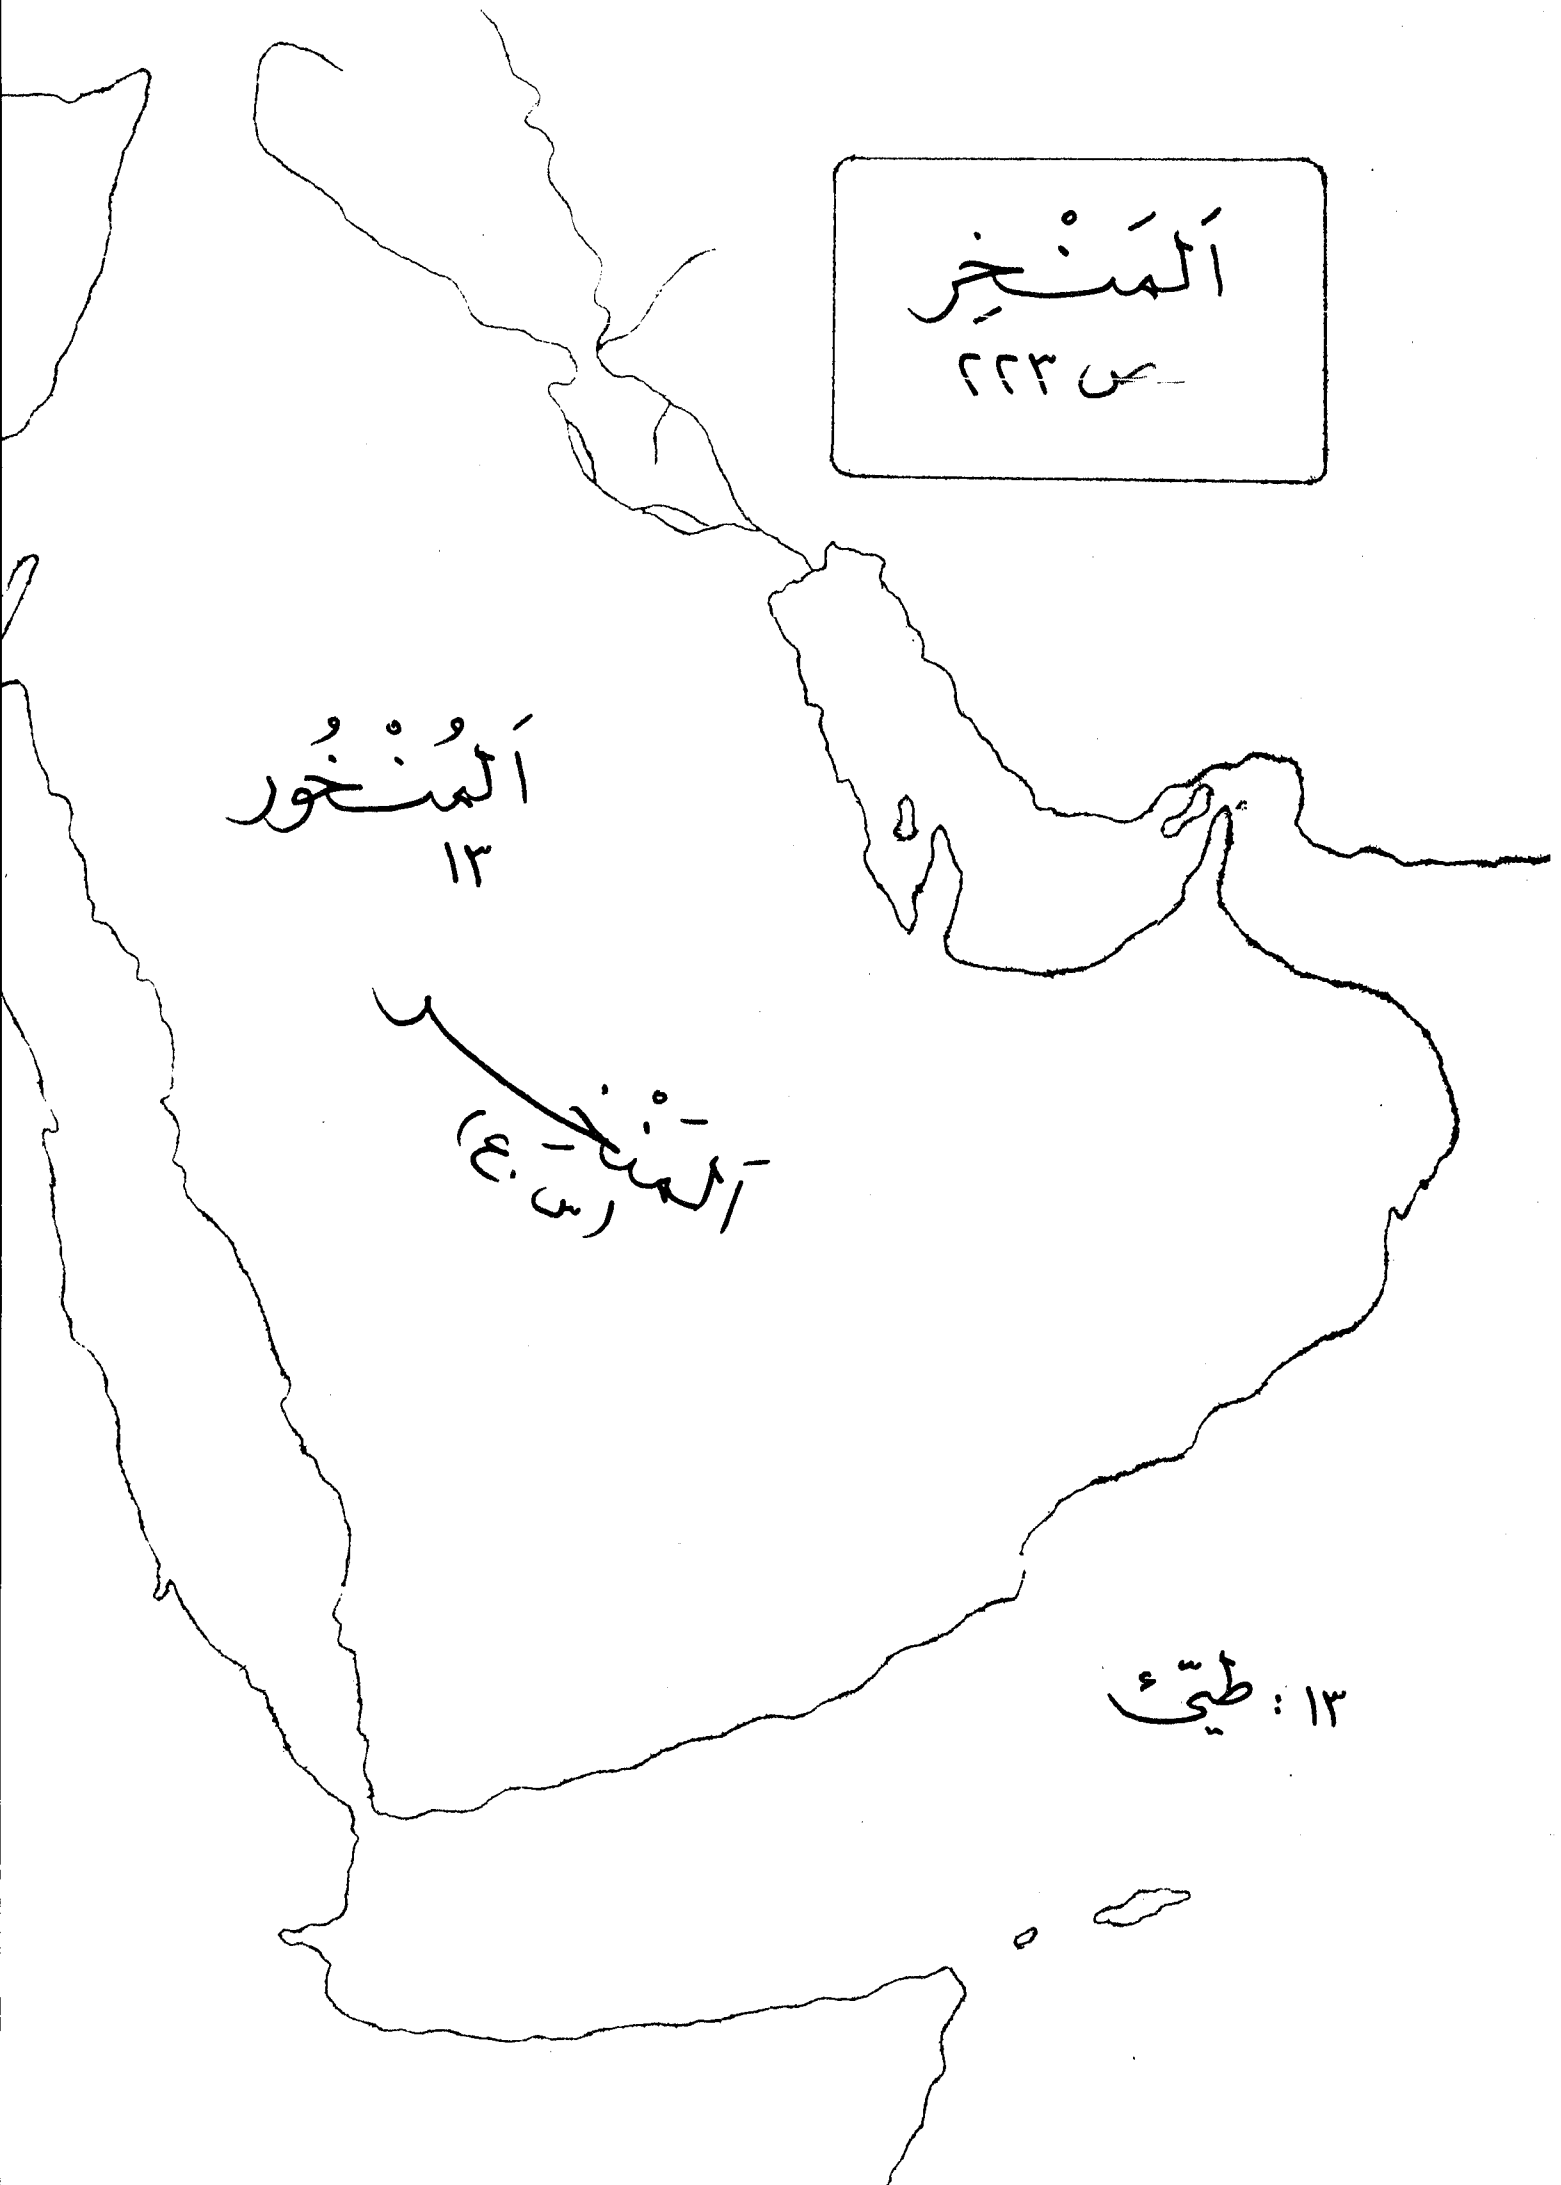 اَلمَنْخِر
ص ٢٢٣
اَلمُنْخُور
١٣
اَلمَنْخَر
(س.ع)
١٣ : طيّئ